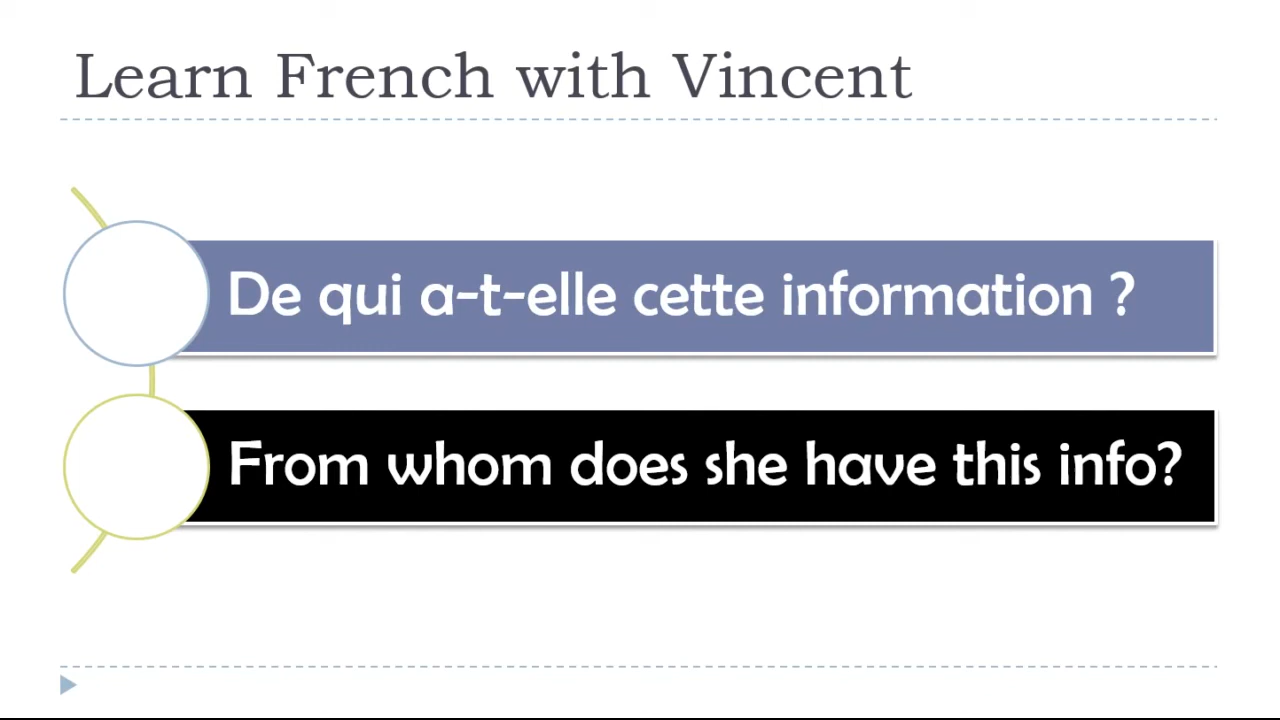 Learn French with Vincent
De qui a-t-elle cette information ?
From whom does she have this info?